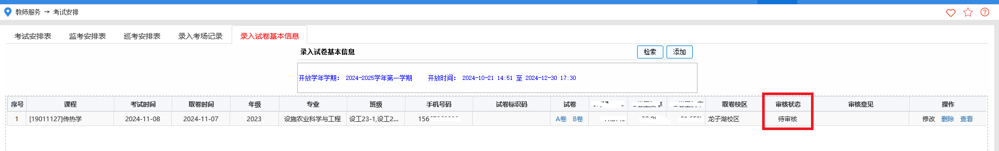 教师服务 → 考试安排
考试安排表 监考安排表 巡考安排表 录入考场记录 录入试卷基本信息
录入试卷基本信息 检索 添加
开放学年学期： 2024-2025学年第一学期 开放时间： 2024-10-21 14:51 至 2024-12-30 17:30
序号 课程 考试时间 取卷时间 年级 专业 班级 手机号码 试卷标识码 试卷 取卷校区 审核状态 审核意见 操作
1 [19011127]传热学 2024-11-08 2024-11-07 2023 设施农业科学与工程 设工23-1,设工2... 156 A卷 B卷 龙子湖校区 待审核 修改 删除 查看